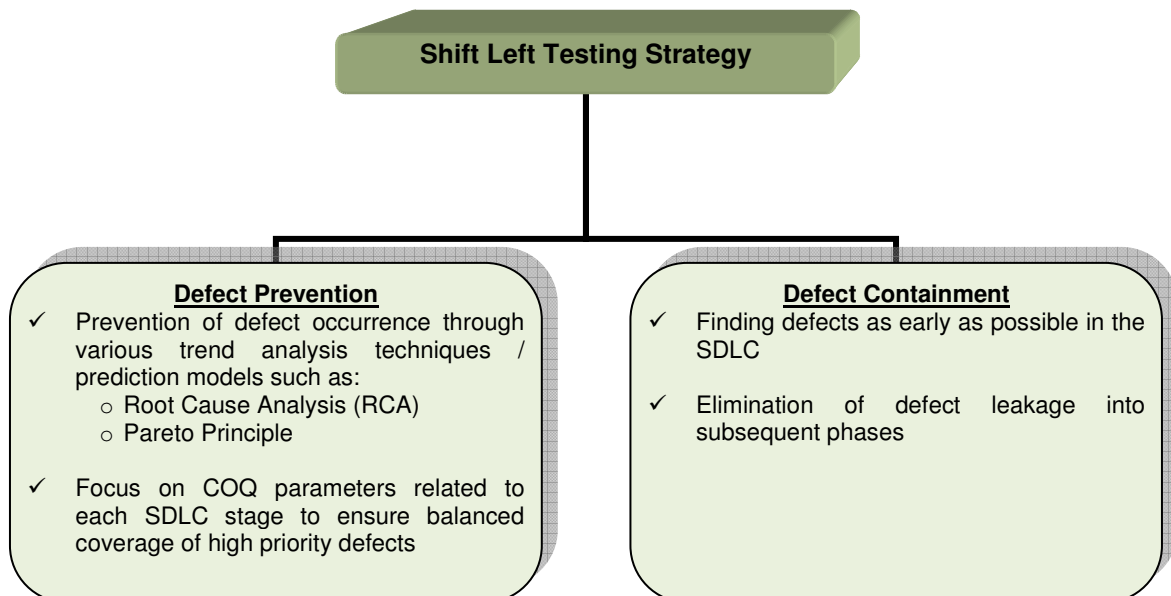 Shift Left Testing Strategy
Defect Prevention
✓ Prevention of defect occurrence through
various trend analysis techniques /
prediction models such as:
o Root Cause Analysis (RCA)
o Pareto Principle
✓ Focus on COQ parameters related to
each SDLC stage to ensure balanced
coverage of high priority defects
Defect Containment
✓ Finding defects as early as possible in the
SDLC
✓ Elimination of defect leakage into
subsequent phases